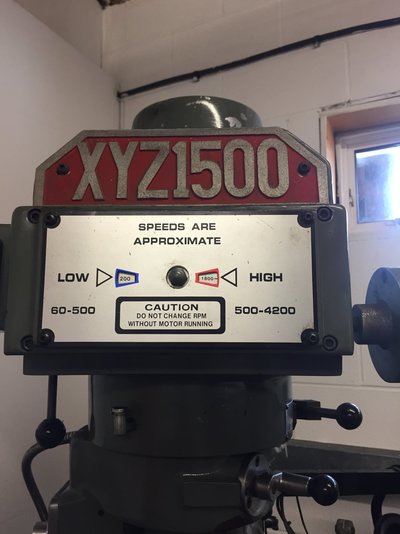 XYZ1500
SPEEDS ARE
APPROXIMATE
LOW 200 1800 HIGH
60-500 500-4200
CAUTION
DO NOT CHANGE RPM
WITHOUT MOTOR RUNNING